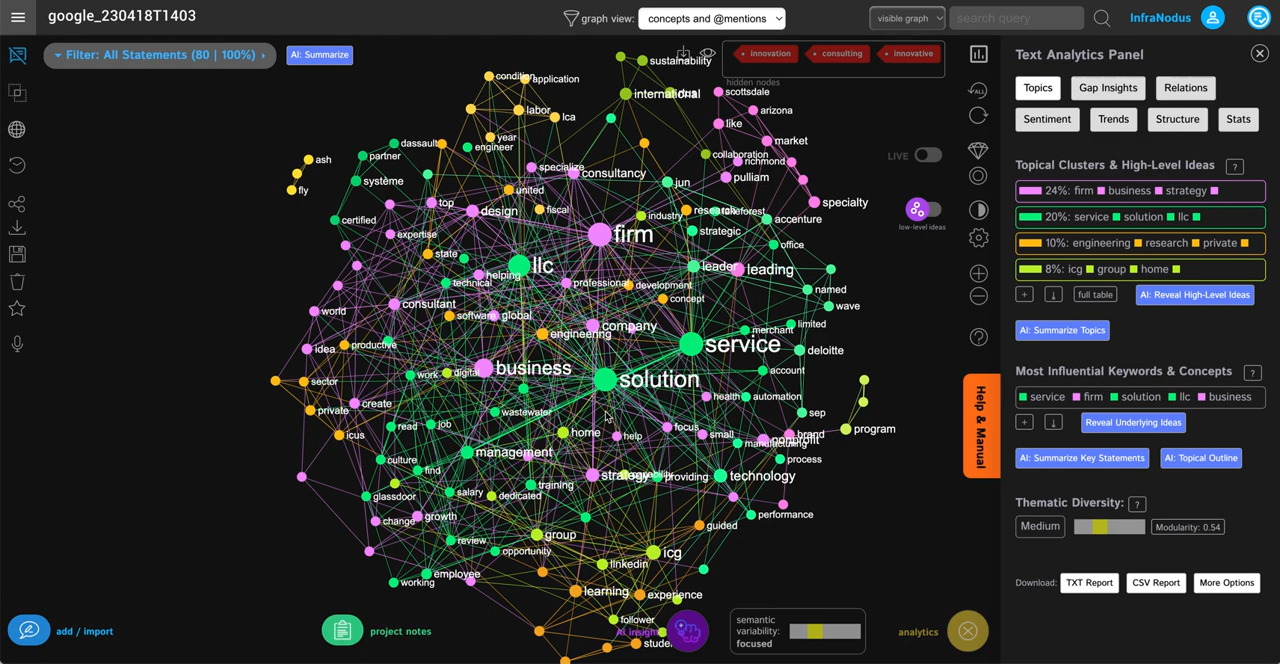 google_230418T1403
graph view:
concepts and @mentions
visible graph
search query
InfraNodus
Filter: All Statements (80 | 100%)
AI: Summarize
innovation
consulting
innovative
hidden nodes
LIVE
low-level ideas
sustainability
condition
application
international
scottsdale
labor
lca
arizona
like
year
dassault
engineer
market
partner
collaboration
richmond
ash
specialize
consultancy
pulliam
système
jun
fly
united
top
design
fiscal
research
specialty
certified
industry
accenture
expertise
firm
strategic
office
state
llc
leader
leading
helping
technical
professional
development
named
concept
consultant
wave
world
software
global
company
merchant
limited
engineering
service
idea
productive
deloitte
business
account
work
digital
solution
sector
health
automation
create
private
wastewater
sep
read
job
focus
home
help
small
brand
program
icus
manufacturing
nonprofit
management
culture
process
find
strategy
capability
providing
technology
training
glassdoor
salary
dedicated
change
growth
performance
guided
group
review
opportunity
icg
linkedin
employee
working
learning
experience
follower
AI insight
add / import
project notes
semantic
variability:
focused
analytics
Help & Manual
Text Analytics Panel
Topics
Gap Insights
Relations
Sentiment
Trends
Structure
Stats
Topical Clusters & High-Level Ideas
?
24%: firm business strategy
20%: service solution llc
10%: engineering research private
8%: icg group home
+
↓
full table
AI: Reveal High-Level Ideas
AI: Summarize Topics
Most Influential Keywords & Concepts
?
service firm solution llc business
+
↓
Reveal Underlying Ideas
AI: Summarize Key Statements
AI: Topical Outline
Thematic Diversity:
?
Medium
Modularity: 0.54
Download:
TXT Report
CSV Report
More Options